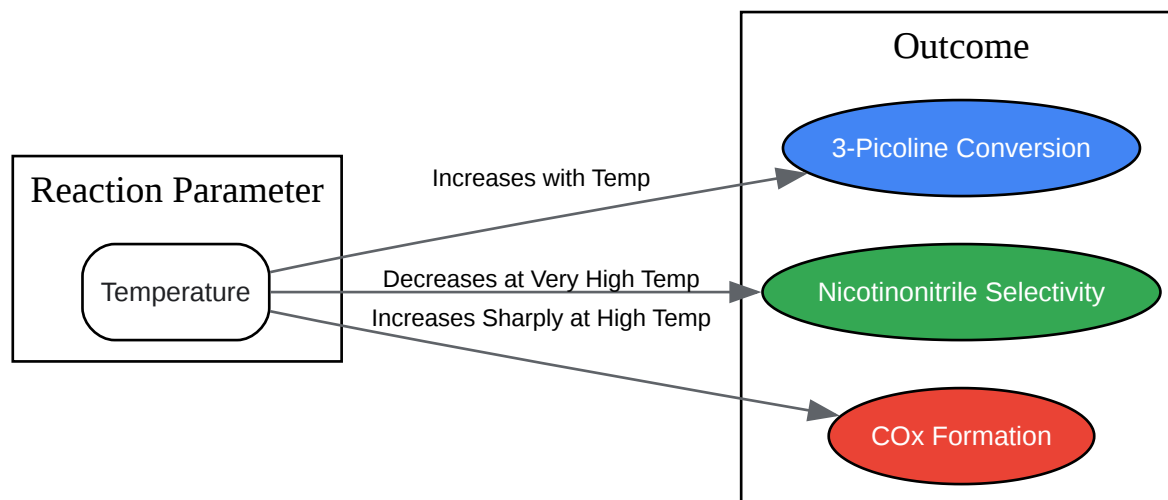 Reaction Parameter
Temperature
Increases with Temp
Decreases at Very High Temp
Increases Sharply at High Temp
Outcome
3-Picoline Conversion
Nicotinonitrile Selectivity
COx Formation